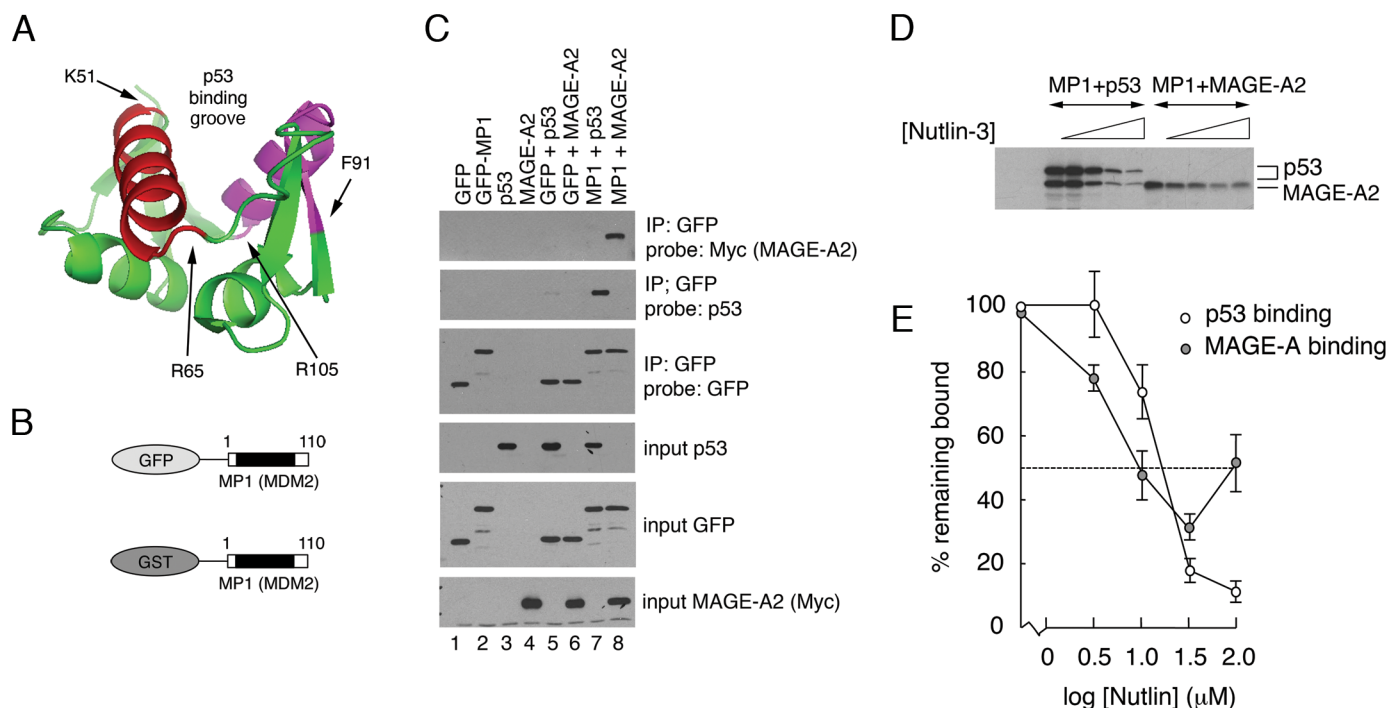 A
K51
p53
binding
groove
F91
R65
R105
B
GFP
1
110
MP1 (MDM2)
GST
1
110
MP1 (MDM2)
C
GFP
GFP-MP1
p53
MAGE-A2
GFP + p53
GFP + MAGE-A2
MP1 + p53
MP1 + MAGE-A2
IP: GFP
probe: Myc (MAGE-A2)
IP; GFP
probe: p53
IP: GFP
probe: GFP
input p53
input GFP
input MAGE-A2 (Myc)
1 2 3 4 5 6 7 8
D
MP1+p53 MP1+MAGE-A2
[Nutlin-3]
p53
MAGE-A2
E
p53 binding
MAGE-A binding
% remaining bound
100
80
60
40
20
0
0 0.5 1.0 1.5 2.0
log [Nutlin] (μM)